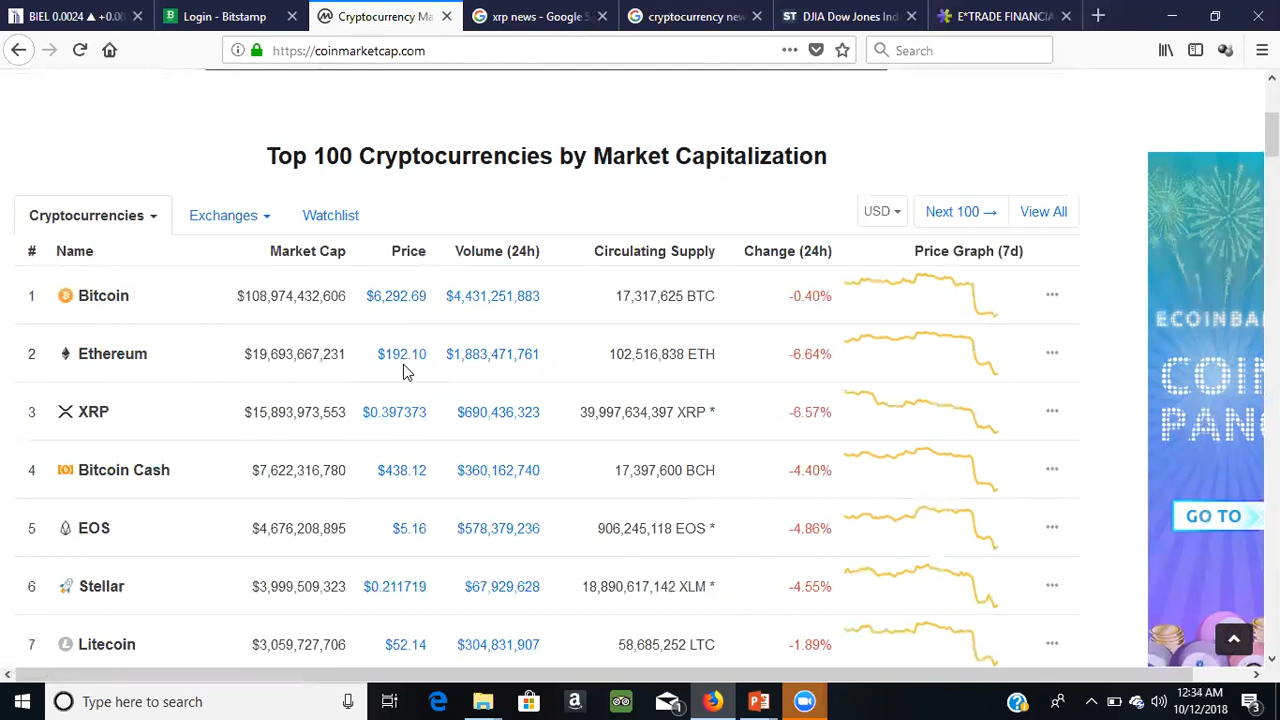 BIEL 0.0024 ▲ +0.00
Login - Bitstamp
Cryptocurrency Ma
xrp news - Google S
cryptocurrency new
ST DJIA Dow Jones Ind
E*TRADE FINANCIA
https://coinmarketcap.com
Search
Top 100 Cryptocurrencies by Market Capitalization
Cryptocurrencies Exchanges Watchlist USD Next 100 → View All
# Name Market Cap Price Volume (24h) Circulating Supply Change (24h) Price Graph (7d)
1 Bitcoin $108,974,432,606 $6,292.69 $4,431,251,883 17,317,625 BTC -0.40%
2 Ethereum $19,693,667,231 $192.10 $1,883,471,761 102,516,838 ETH -6.64%
3 XRP $15,893,973,553 $0.397373 $690,436,323 39,997,634,397 XRP * -6.57%
4 Bitcoin Cash $7,622,316,780 $438.12 $360,162,740 17,397,600 BCH -4.40%
5 EOS $4,676,208,895 $5.16 $578,379,236 906,245,118 EOS * -4.86%
6 Stellar $3,999,509,323 $0.211719 $67,929,628 18,890,617,142 XLM * -4.55%
7 Litecoin $3,059,727,706 $52.14 $304,831,907 58,685,252 LTC -1.89%
ECOINBA
COIN
PAN
GO TO
Type here to search
1
12:34 AM
10/12/2018
3